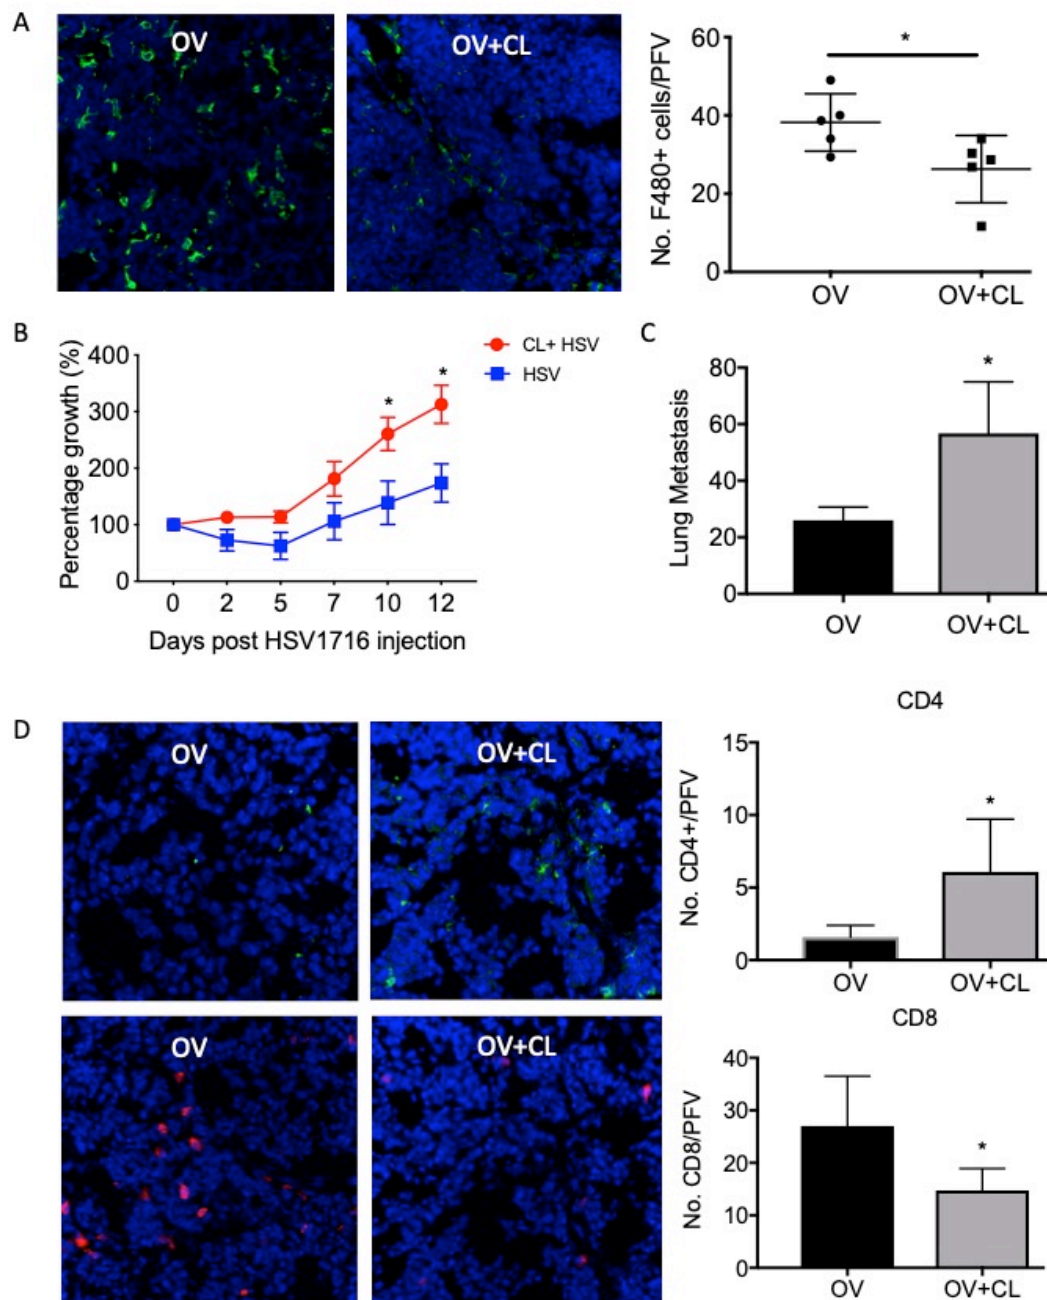 A
OV
OV+CL
No. F480+ cells/PFV
60
40
20
0
*
OV
OV+CL
B
Percentage growth (%)
400
300
200
100
0
*
*
0 2 5 7 10 12
Days post HSV1716 injection
CL+ HSV
HSV
C
Lung Metastasis
80
60
40
20
0
*
OV
OV+CL
D
OV
OV+CL
CD4
No. CD4+/PFV
15
10
5
0
*
OV
OV+CL
OV
OV+CL
CD8
No. CD8/PFV
40
30
20
10
0
*
OV
OV+CL